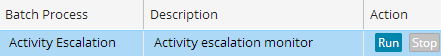 Batch Process Description Action
Activity Escalation Activity escalation monitor Run Stop